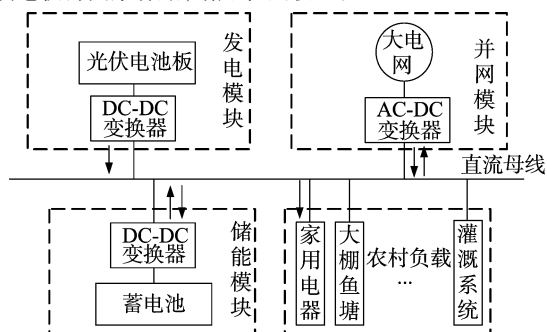 光伏电池板
DC-DC
变换器
发电模块
大电
网
AC-DC
变换器
并网模块
直流母线
DC-DC
变换器
蓄电池
储能模块
家用电器
大棚鱼塘
农村负载
...
灌溉系统